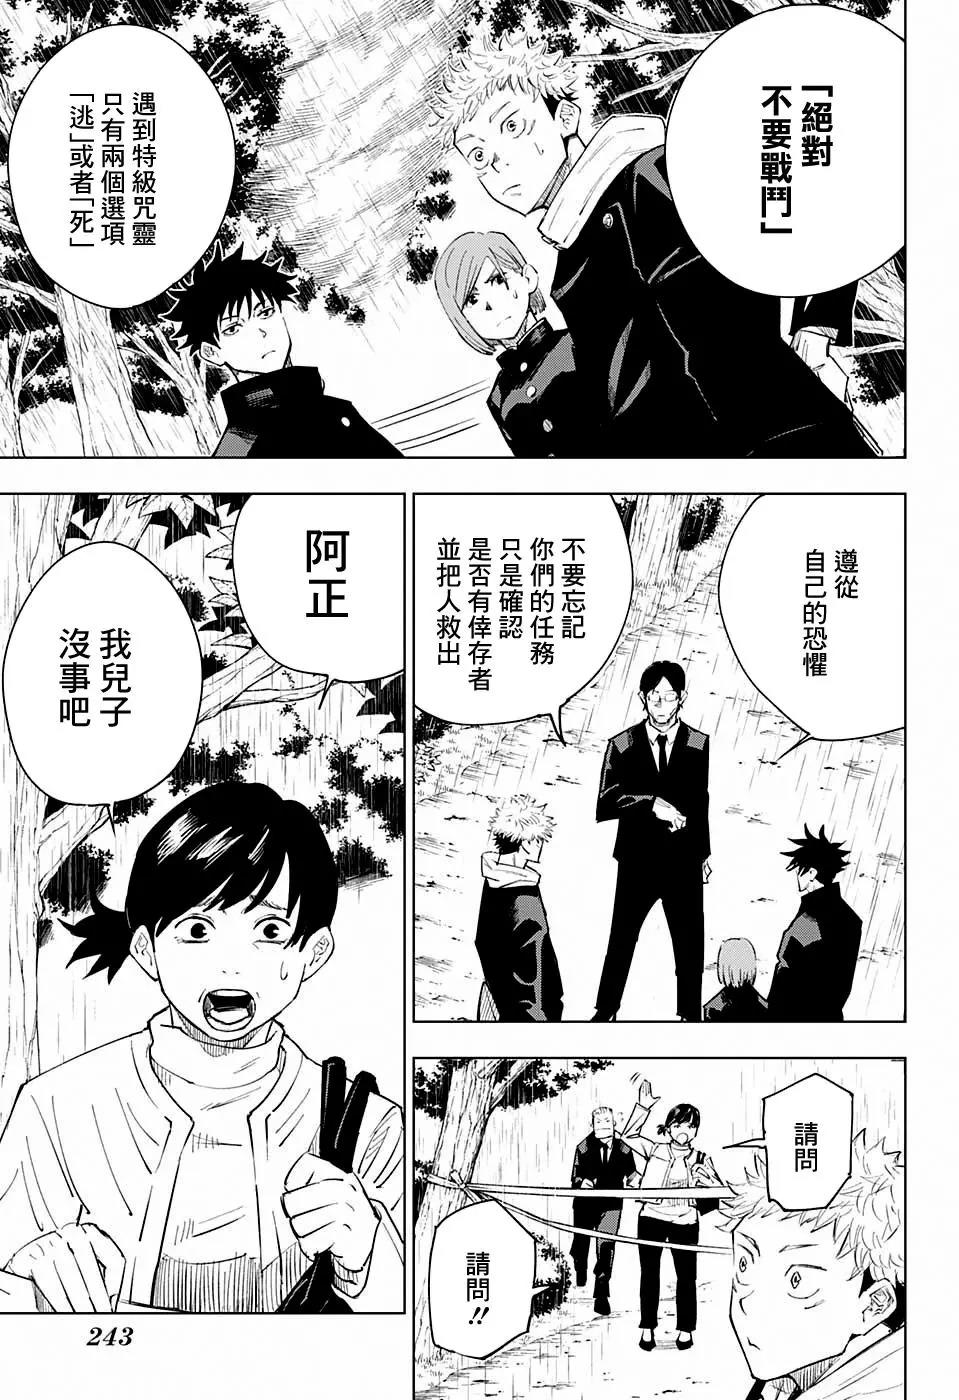 「絕對
不要戰鬥」
遇到特級咒靈
只有兩個選項
「逃」或者「死」
遵從
自己的恐懼
不要忘記
你們的任務
只是確認
是否有倖存者
並把人救出
請問
請問!!
阿正
我兒子
沒事吧
243